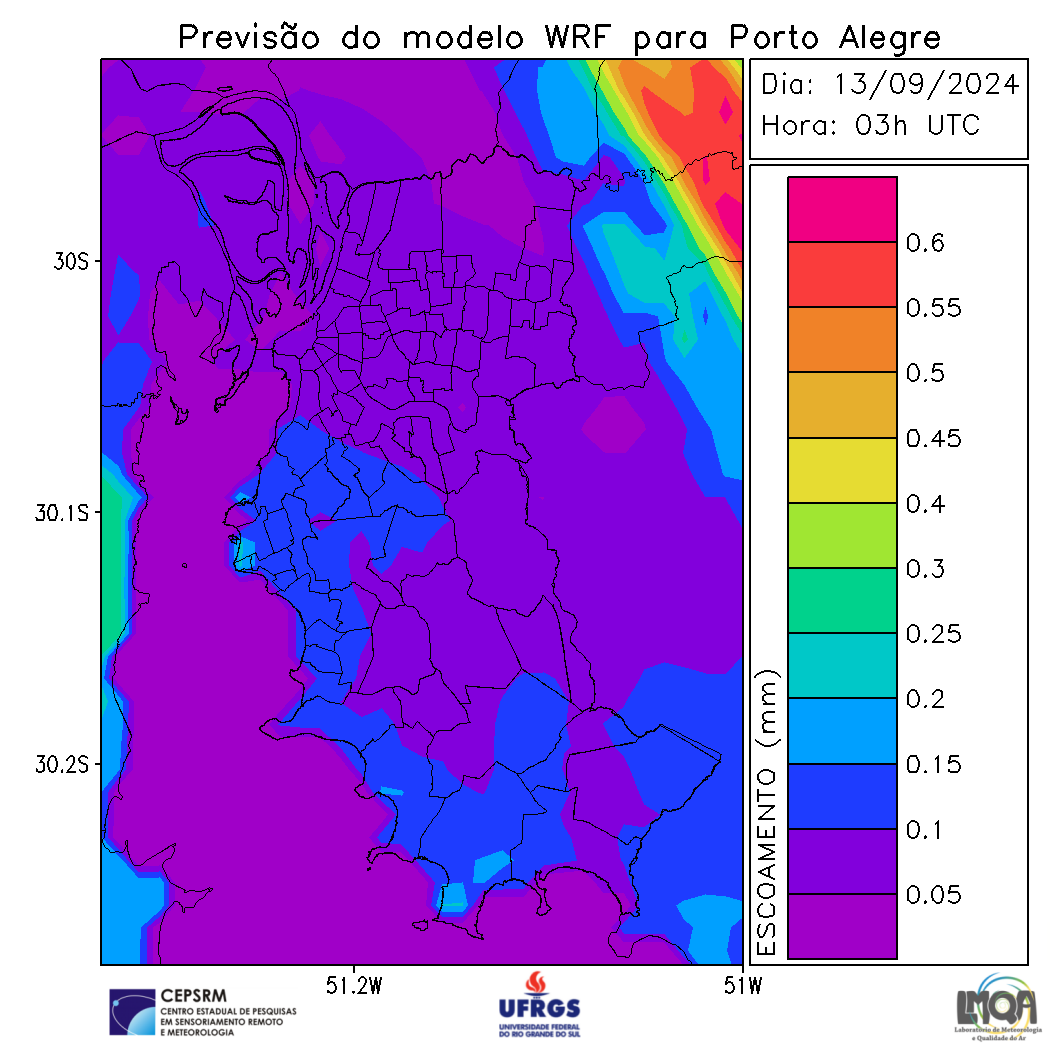 Previsão do modelo WRF para Porto Alegre
Dia: 13/09/2024
Hora: 03h UTC
30S
30.1S
30.2S
51.2W
51W
0.6
0.55
0.5
0.45
0.4
0.3
0.25
0.2
0.15
0.1
0.05
ESCOAMENTO (mm)
CEPSRM
CENTRO ESTADUAL DE PESQUISAS
EM SENSORIAMENTO REMOTO
E METEOROLOGIA
UFRGS
UNIVERSIDADE FEDERAL
DO RIO GRANDE DO SUL
LMQA
Laboratório de Meteorologia
e Qualidade do Ar